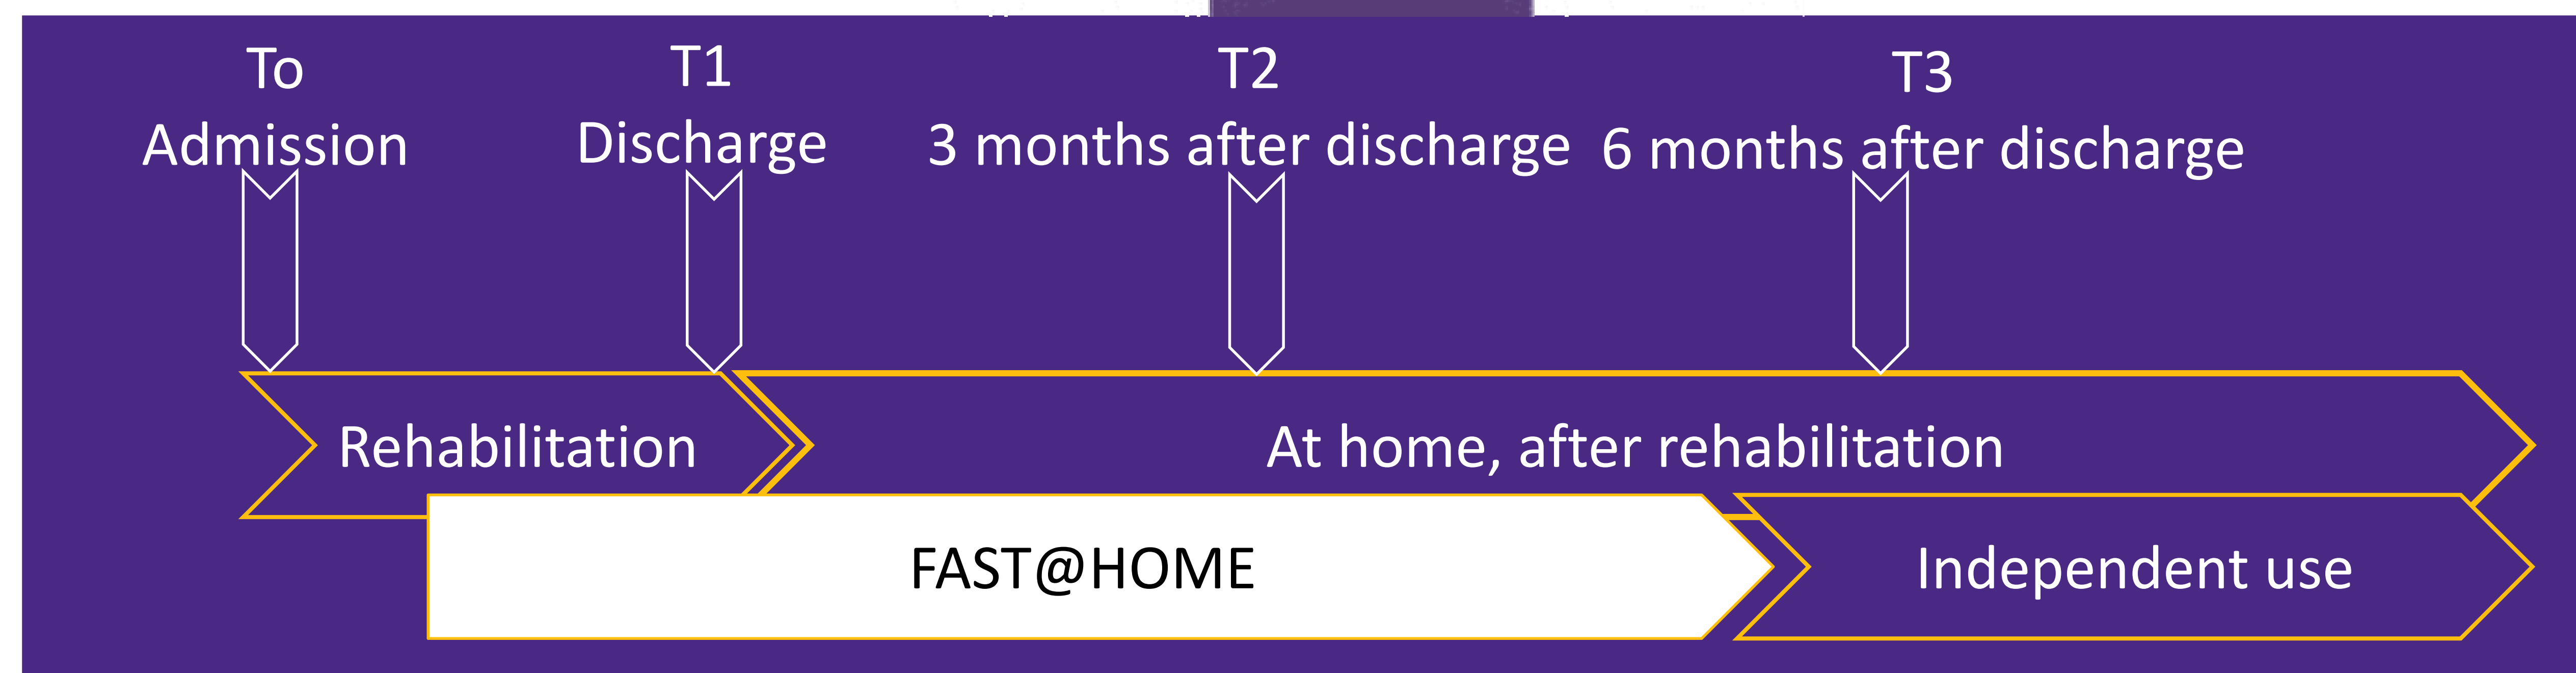 To
Admission
T1
Discharge
T2
3 months after discharge
T3
6 months after discharge
Rehabilitation
At home, after rehabilitation
FAST@HOME
Independent use